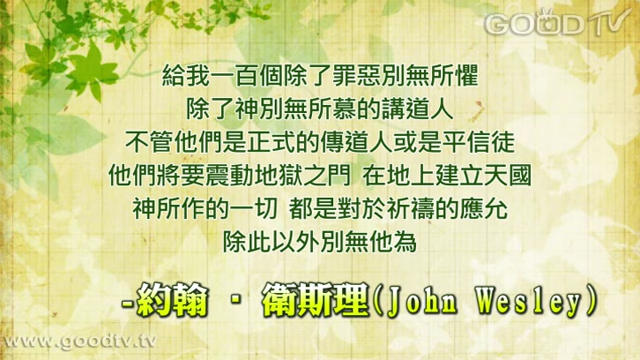 GOODTV
給我一百個除了罪惡別無所懼
除了神別無所慕的講道人
不管他們是正式的傳道人或是平信徒
他們將要震動地獄之門 在地上建立天國
神所作的一切 都是對於祈禱的應允
除此以外別無他為
-約翰 · 衛斯理(John Wesley)
www.goodtv.tv